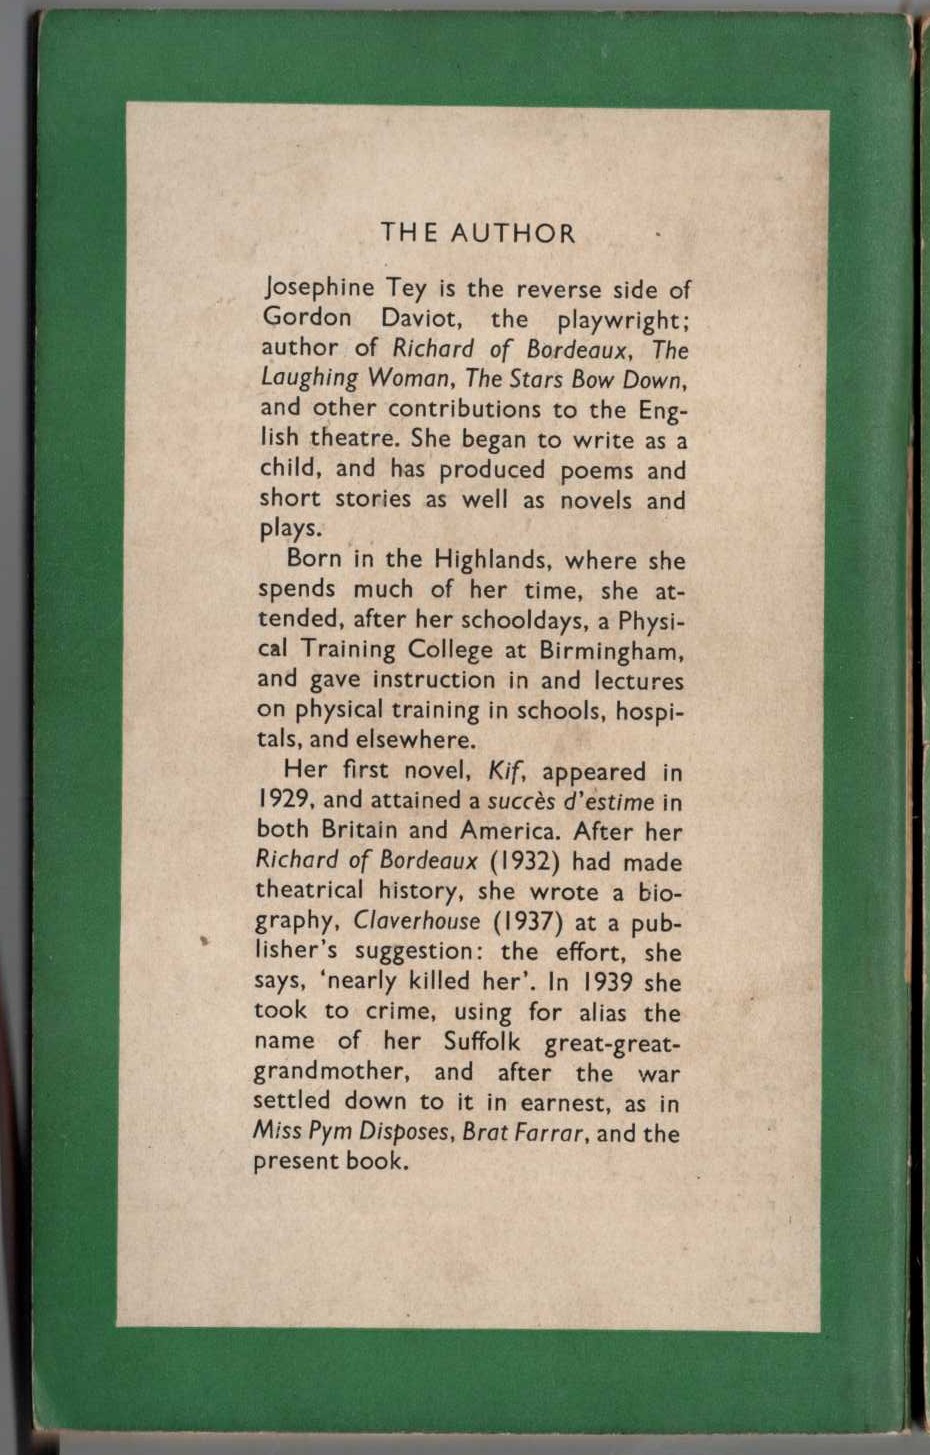 THE AUTHOR
Josephine Tey is the reverse side of
Gordon Daviot, the playwright;
author of Richard of Bordeaux, The
Laughing Woman, The Stars Bow Down,
and other contributions to the Eng-
lish theatre. She began to write as a
child, and has produced poems and
short stories as well as novels and
plays.
Born in the Highlands, where she
spends much of her time, she at-
tended, after her schooldays, a Physi-
cal Training College at Birmingham,
and gave instruction in and lectures
on physical training in schools, hospi-
tals, and elsewhere.
Her first novel, Kif, appeared in
1929, and attained a succès d'estime in
both Britain and America. After her
Richard of Bordeaux (1932) had made
theatrical history, she wrote a bio-
graphy, Claverhouse (1937) at a pub-
lisher's suggestion: the effort, she
says, 'nearly killed her'. In 1939 she
took to crime, using for alias the
name of her Suffolk great-great-
grandmother, and after the war
settled down to it in earnest, as in
Miss Pym Disposes, Brat Farrar, and the
present book.